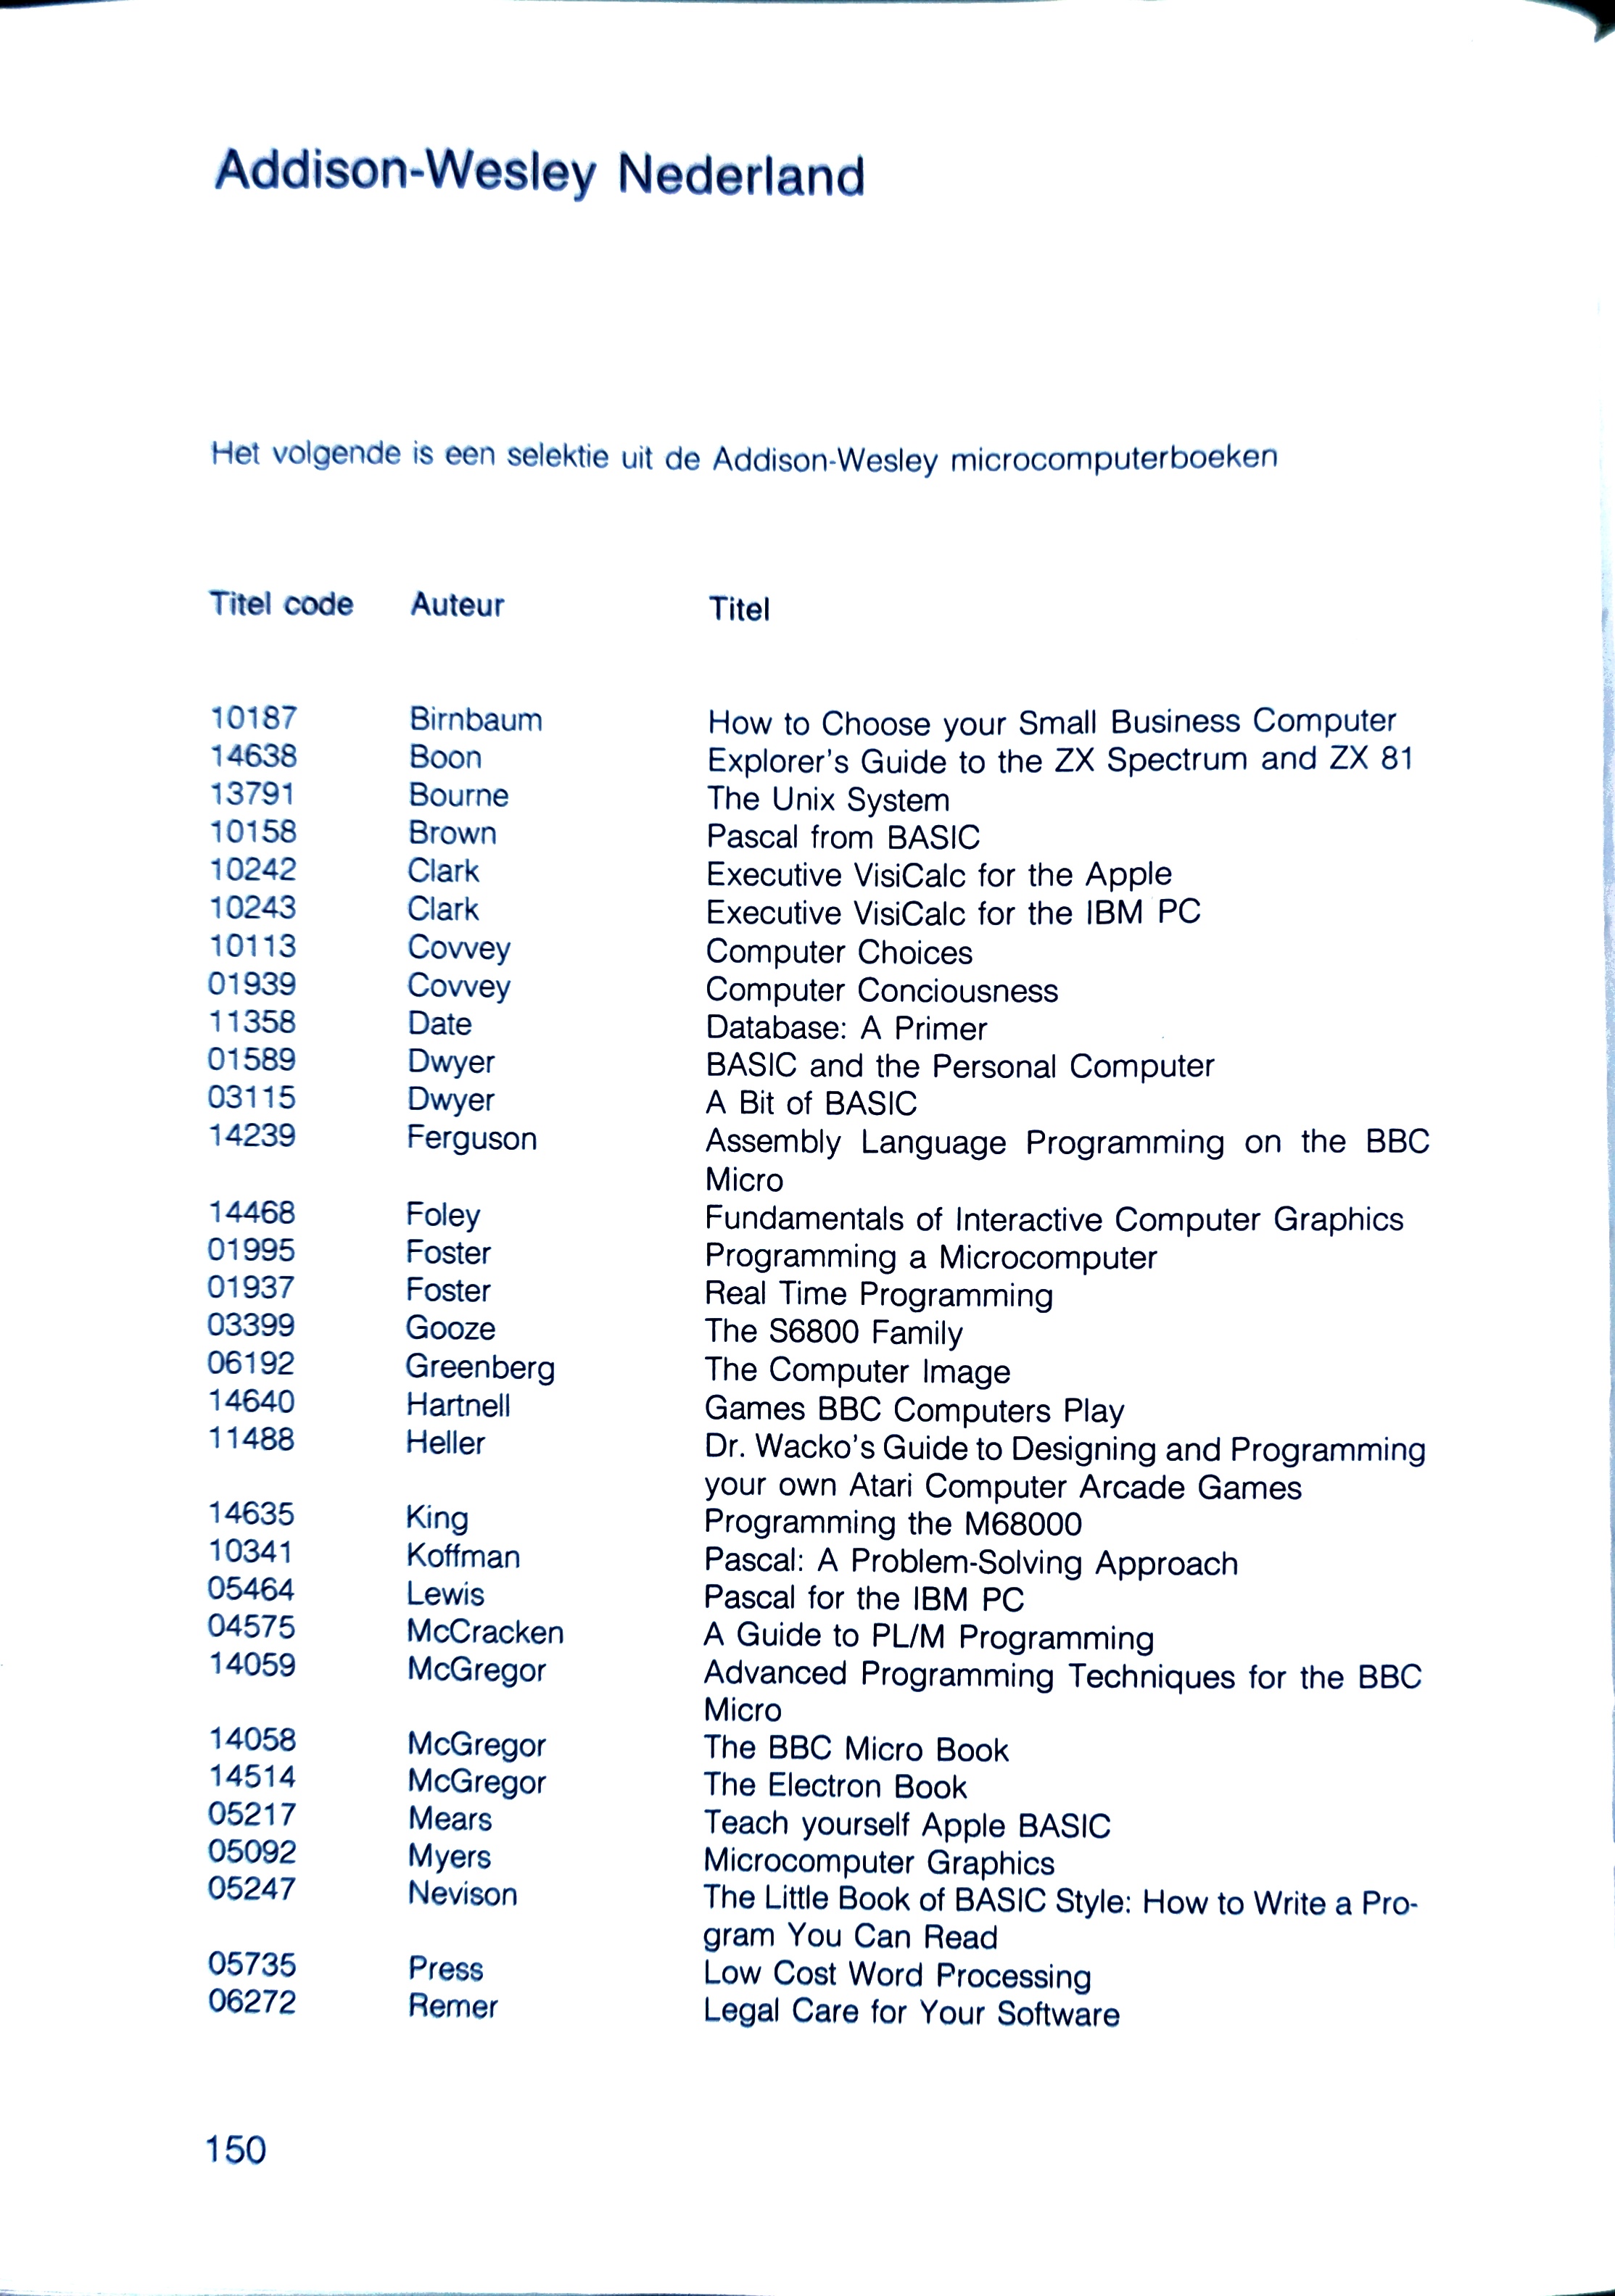 Addison-Wesley Nederland
Het volgende is een selektie uit de Addison-Wesley microcomputerboeken
Titel code Auteur Titel
10187 Birnbaum How to Choose your Small Business Computer
14638 Boon Explorer's Guide to the ZX Spectrum and ZX 81
13791 Bourne The Unix System
10158 Brown Pascal from BASIC
10242 Clark Executive VisiCalc for the Apple
10243 Clark Executive VisiCalc for the IBM PC
10113 Covvey Computer Choices
01939 Covvey Computer Conciousness
11358 Date Database: A Primer
01589 Dwyer BASIC and the Personal Computer
03115 Dwyer A Bit of BASIC
14239 Ferguson Assembly Language Programming on the BBC
Micro
14468 Foley Fundamentals of Interactive Computer Graphics
01995 Foster Programming a Microcomputer
01937 Foster Real Time Programming
03399 Gooze The S6800 Family
06192 Greenberg The Computer Image
14640 Hartnell Games BBC Computers Play
11488 Heller Dr. Wacko's Guide to Designing and Programming
your own Atari Computer Arcade Games
14635 King Programming the M68000
10341 Koffman Pascal: A Problem-Solving Approach
05464 Lewis Pascal for the IBM PC
04575 McCracken A Guide to PL/M Programming
14059 McGregor Advanced Programming Techniques for the BBC
Micro
14058 McGregor The BBC Micro Book
14514 McGregor The Electron Book
05217 Mears Teach yourself Apple BASIC
05092 Myers Microcomputer Graphics
05247 Nevison The Little Book of BASIC Style: How to Write a Pro-
gram You Can Read
05735 Press Low Cost Word Processing
06272 Remer Legal Care for Your Software
150